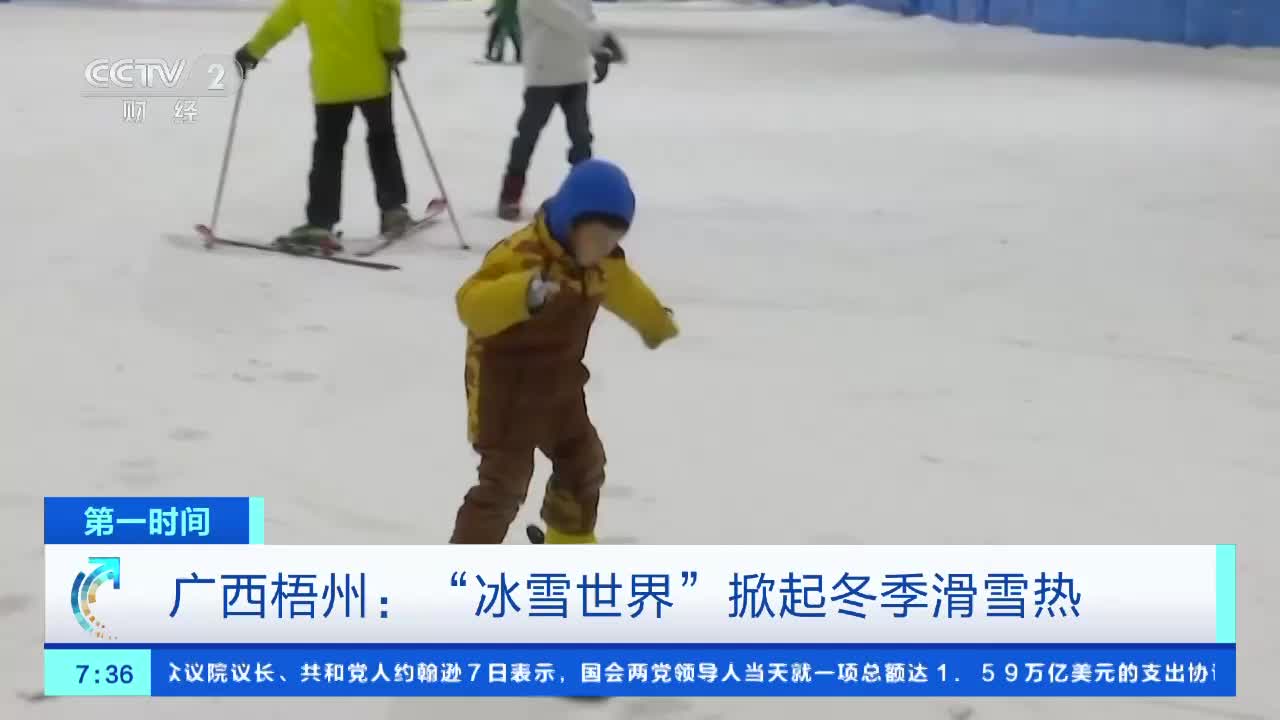 CCTV 2
财 经
第一时间
广西梧州：“冰雪世界”掀起冬季滑雪热
7:36
议院议长、共和党人约翰逊7日表示，国会两党领导人当天就一项总额达1．59万亿美元的支出协